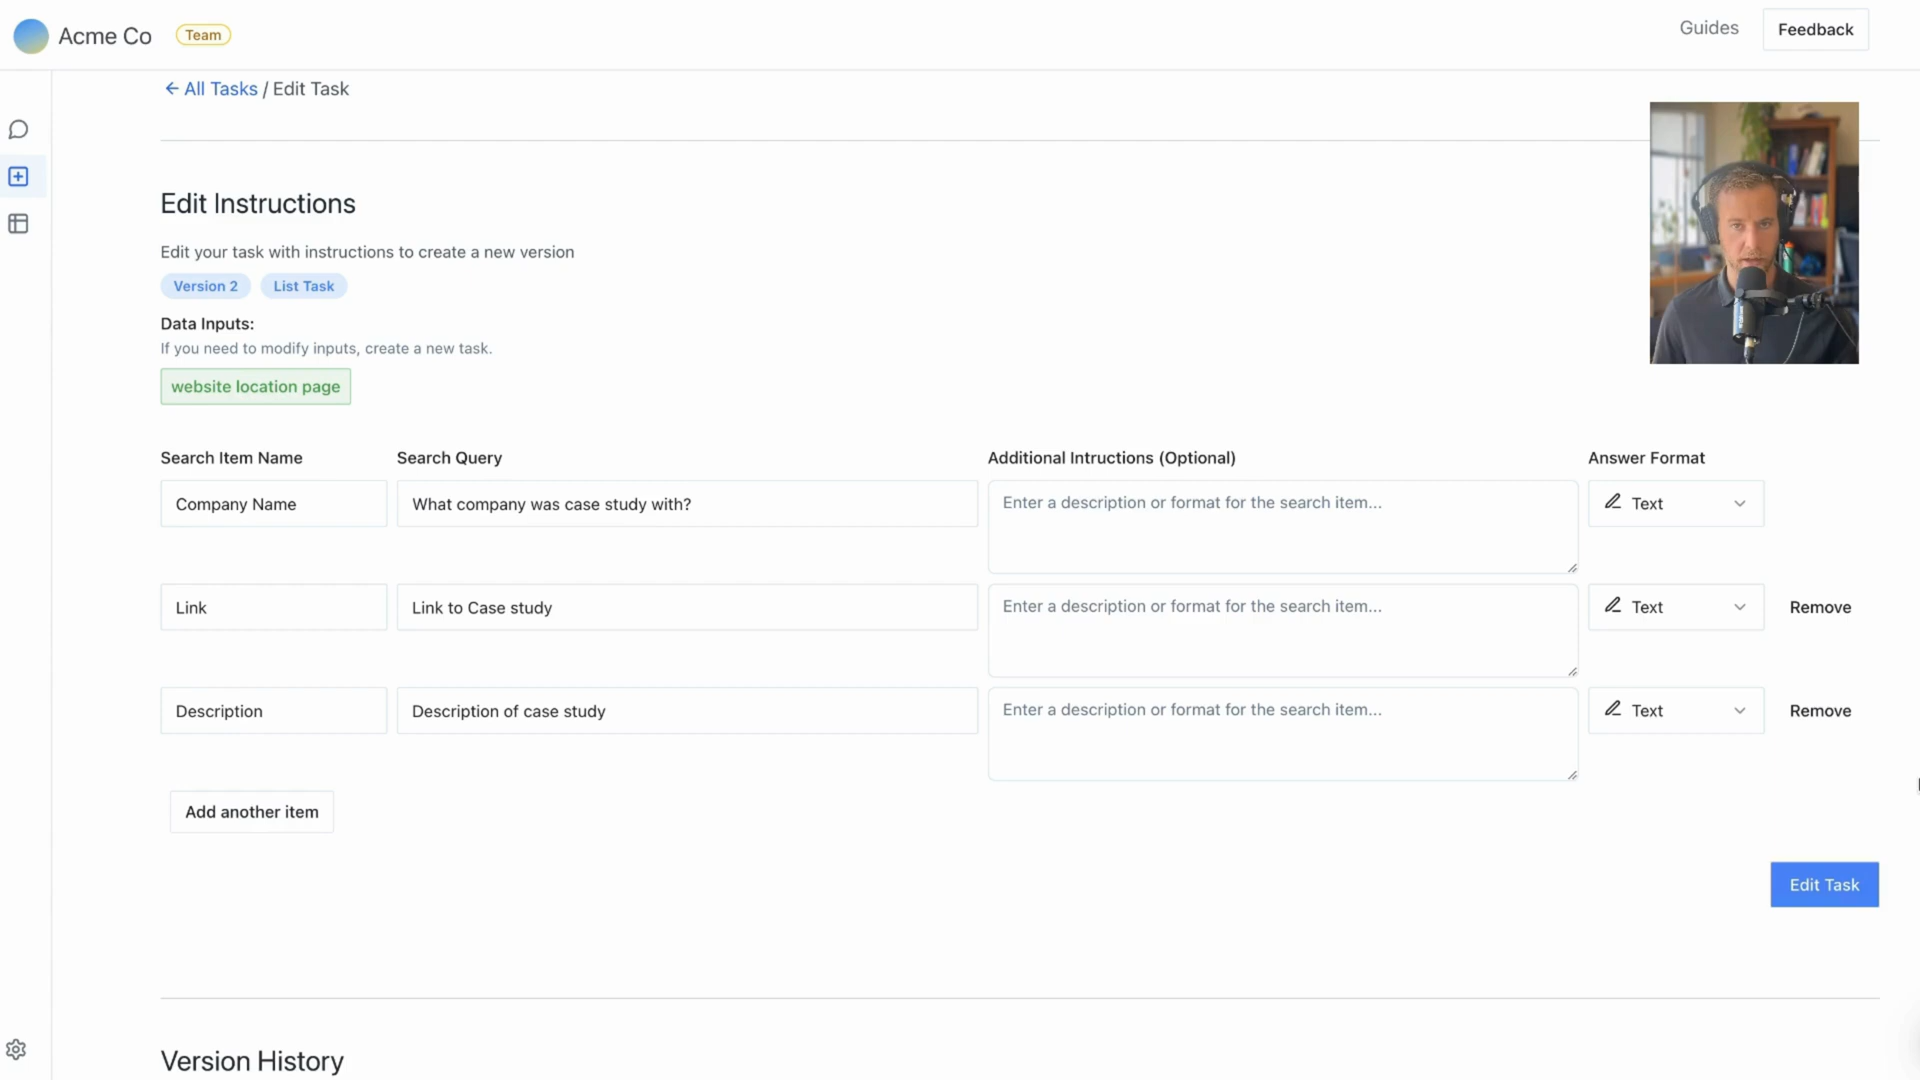 Acme Co Team Guides Feedback
← All Tasks / Edit Task
Edit Instructions
Edit your task with instructions to create a new version
Version 2 List Task
Data Inputs:
If you need to modify inputs, create a new task.
website location page
Search Item Name Search Query Additional Intructions (Optional) Answer Format
Company Name What company was case study with? Enter a description or format for the search item... Text
Link Link to Case study Enter a description or format for the search item... Text Remove
Description Description of case study Enter a description or format for the search item... Text Remove
Add another item
Edit Task
Version History